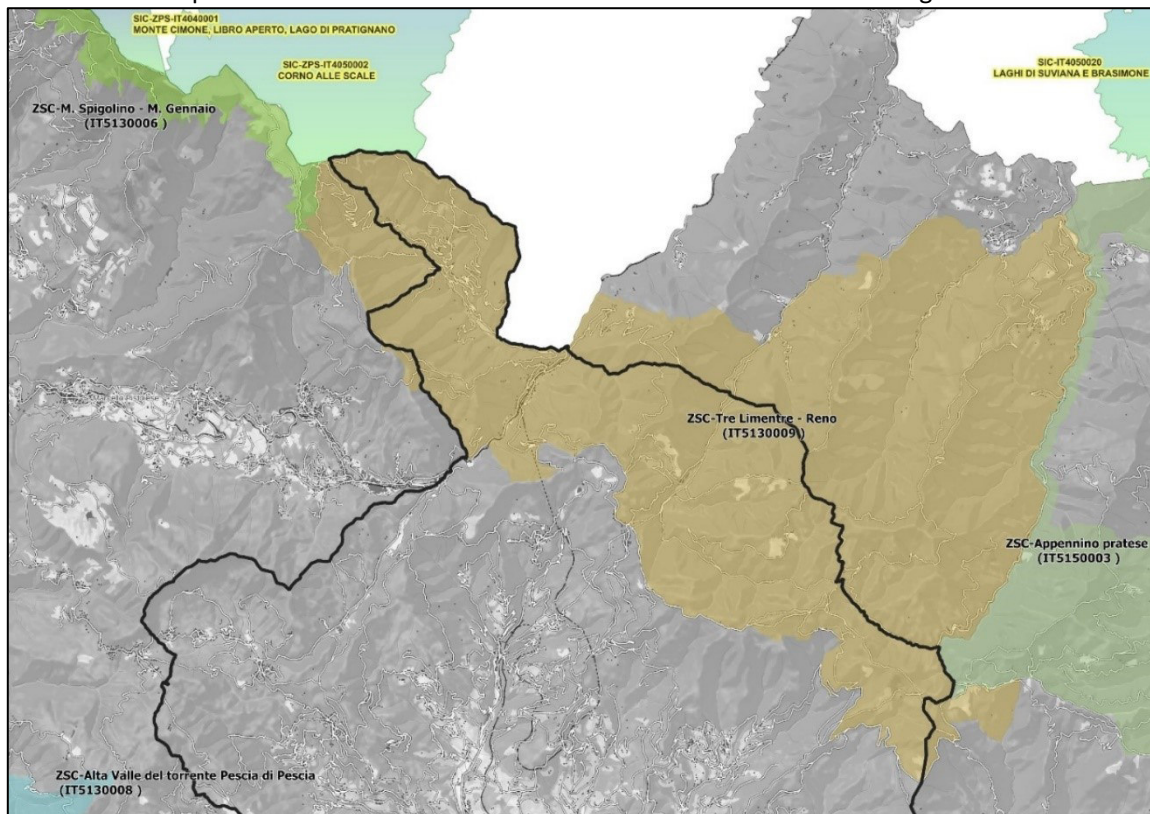 SIC-ZPS-IT4040001
MONTE CIMONE, LIBRO APERTO, LAGO DI PRATIGNANO
SIC-ZPS-IT4050002
CORNO ALLE SCALE
SIC-IT4050020
LAGHI DI SUVIANA E BRASIMONE
ZSC-M. Spigolino - M. Gennaio
(IT5130006 )
ZSC-Tre Limentre - Reno
(IT5130009 )
ZSC-Appennino pratese
(IT5150003 )
ZSC-Alta Valle del torrente Pescia di Pescia
(IT5130008 )